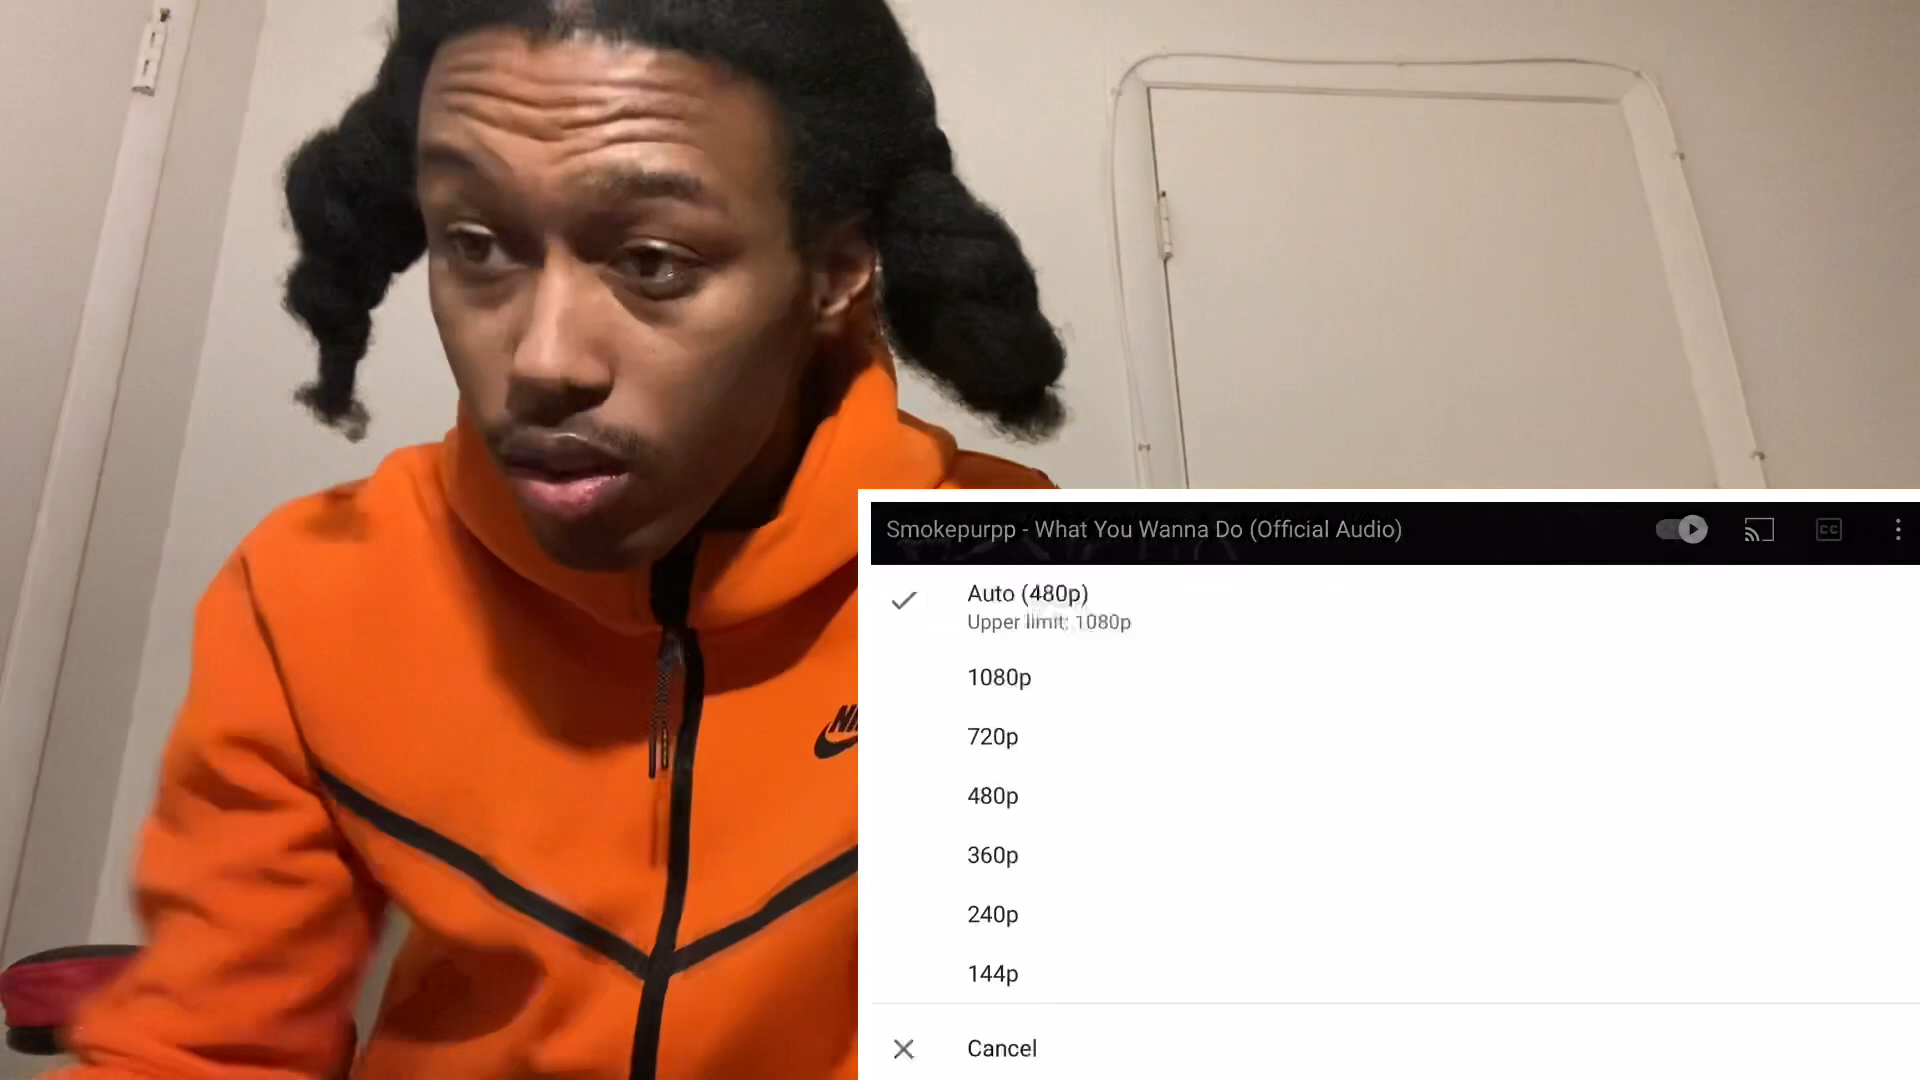 Smokepurpp - What You Wanna Do (Official Audio)
CC
Auto (480p)
Upper limit: 1080p
1080p
720p
480p
360p
240p
144p
Cancel